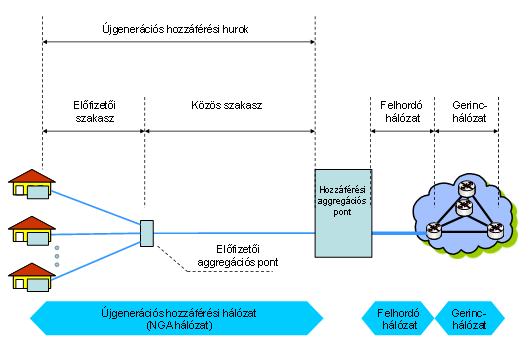 Újgenerációs hozzáférési hurok
Előfizetői
szakasz
Közös szakasz
Felhordó
hálózat
Gerinc-
hálózat
Hozzáférési
aggregációs
pont
Előfizetői
aggregációs pont
Újgenerációs hozzáférési hálózat
(NGA hálózat)
Felhordó
hálózat
Gerinc-
hálózat